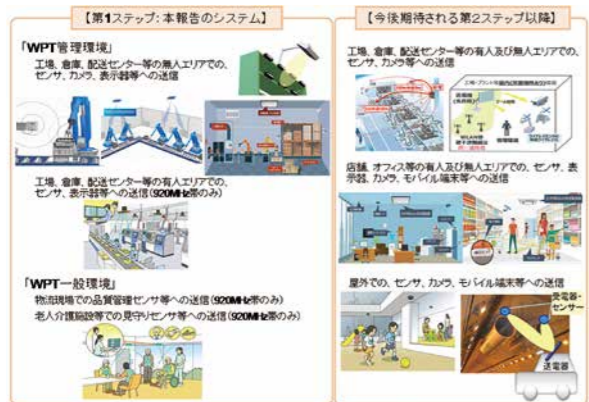 【第1ステップ:本報告のシステム】
「WPT管理環境」
工場、倉庫、配送センター等の無人エリアでの、
センサ、カメラ、表示器等への送信
工場、倉庫、配送センター等の有人エリアでの、
センサ、表示器等への送信(920MHz帯のみ)
「WPT一般環境」
物流現場での品質管理センサ等への送信(920MHz帯のみ)
老人介護施設等での見守りセンサ等への送信(920MHz帯のみ)
【今後期待される第2ステップ以降】
工場、倉庫、配送センター等の有人及び無人エリアでの、
センサ、カメラ等への送信
店舗、オフィス等の有人及び無人エリアでの、センサ、表
示器、カメラ、モバイル端末等への送信
屋外での、センサ、カメラ、モバイル端末等への送信
受電器・
センサー
送電器